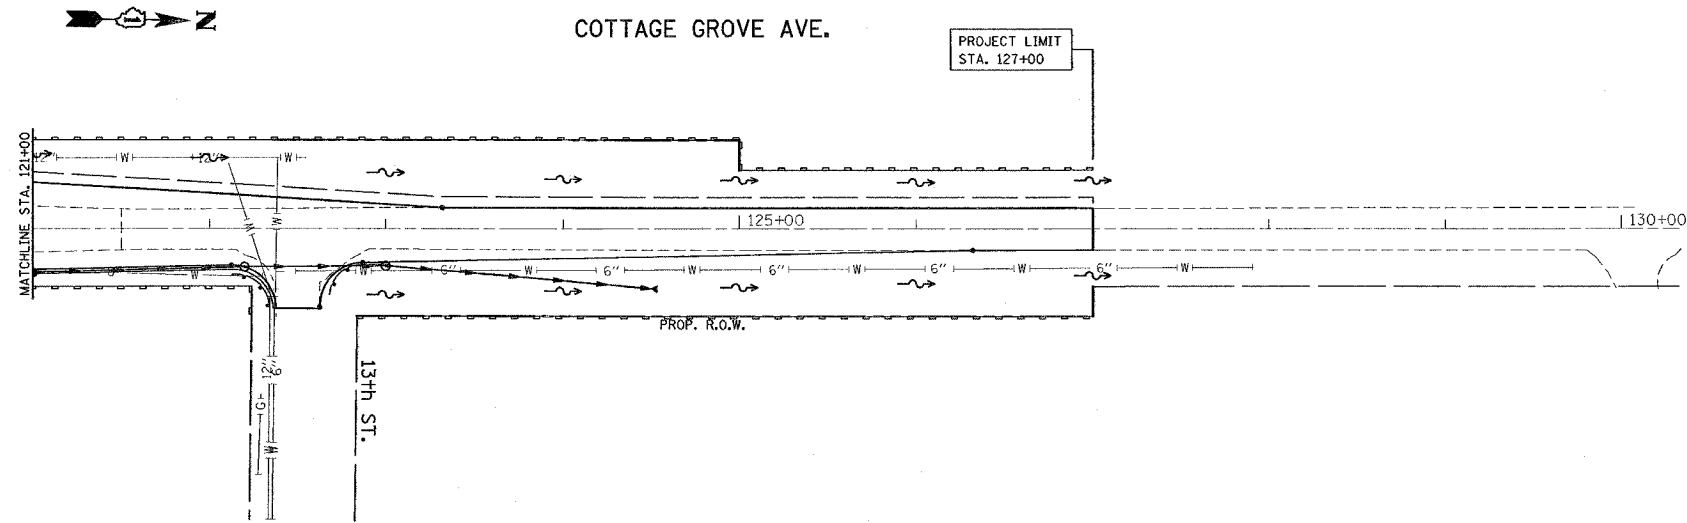 N
COTTAGE GROVE AVE.
PROJECT LIMIT
STA. 127+00
MATCHLINE STA. 121+00
12"
W
12"
W
W
W
125+00
130+00
6"
W
W
6"
W
6"
W
6"
W
6"
W
6"
W
PROP. R.O.W.
12"
6"
G
W
13th ST.